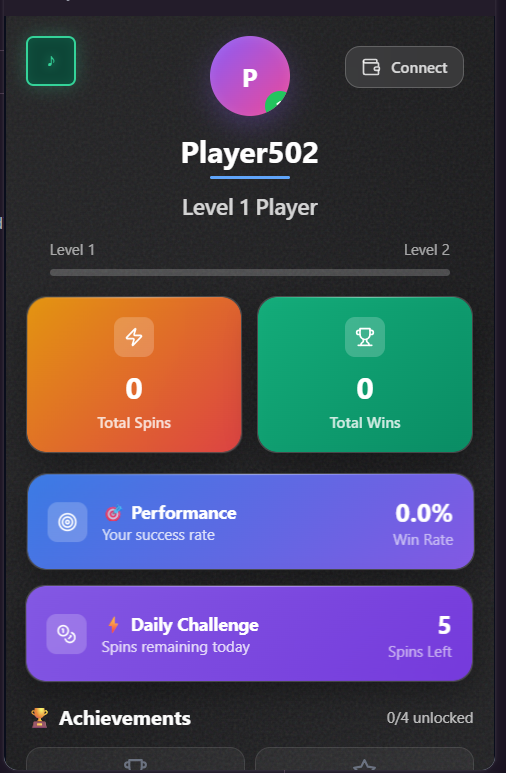 P
Connect
Player502
Level 1 Player
Level 1
Level 2
0
Total Spins
0
Total Wins
Performance
Your success rate
0.0%
Win Rate
Daily Challenge
Spins remaining today
5
Spins Left
Achievements
0/4 unlocked